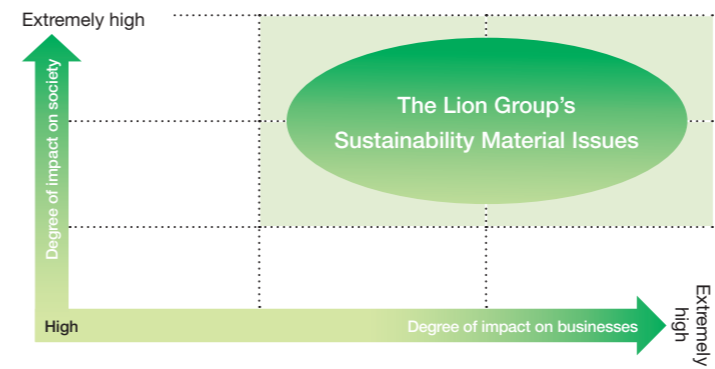 Extremely high
Degree of impact on society
The Lion Group's
Sustainability Material Issues
High
Degree of impact on businesses
Extremely
high